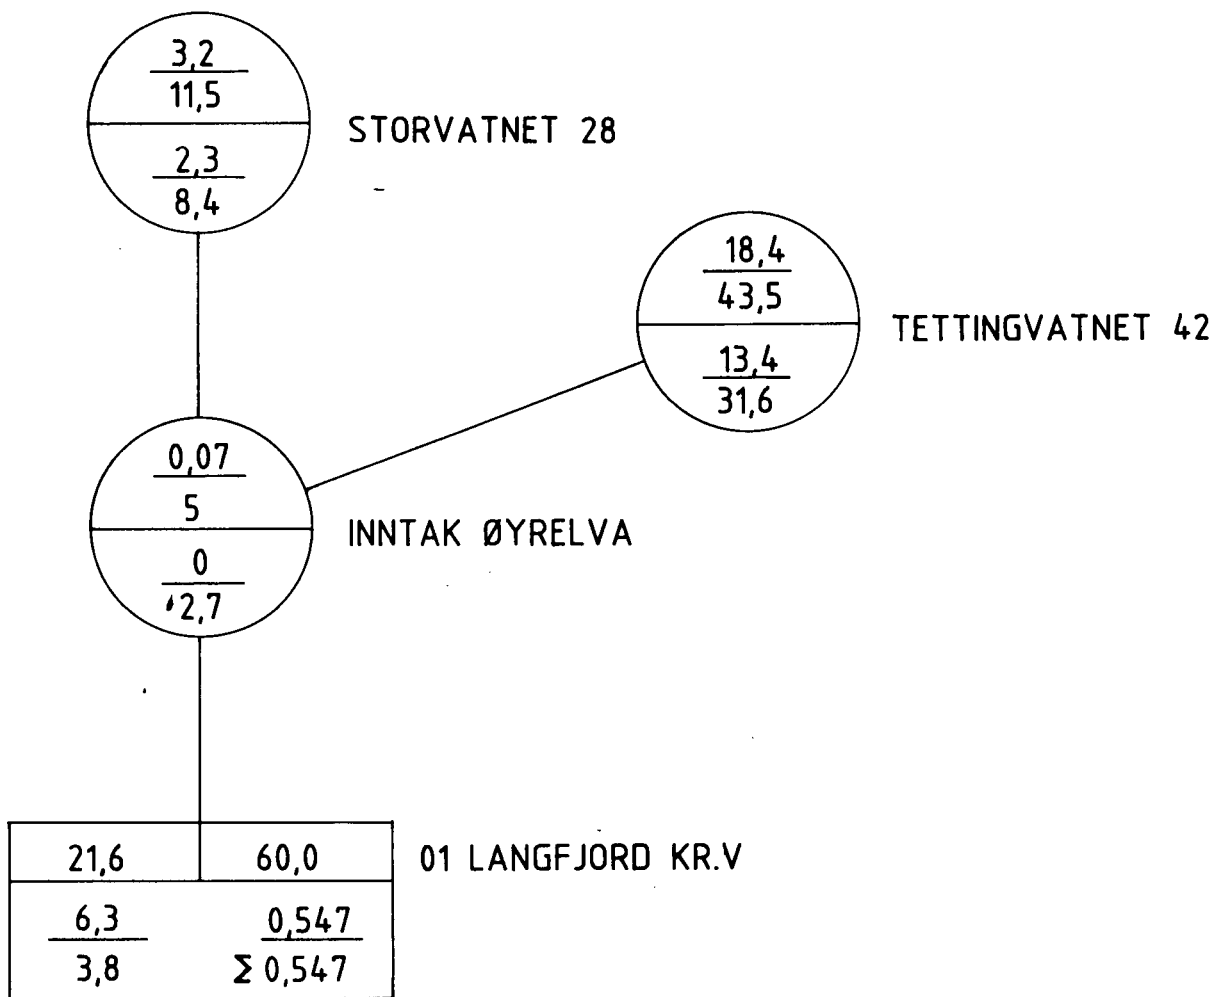 3,2
11,5
2,3
8,4
STORVATNET 28
18,4
43,5
13,4
31,6
TETTINGVATNET 42
0,07
5
0
2,7
INNTAK ØYRELVA
21,6 60,0
01 LANGFJORD KR.V
6,3 0,547
3,8 Σ 0,547